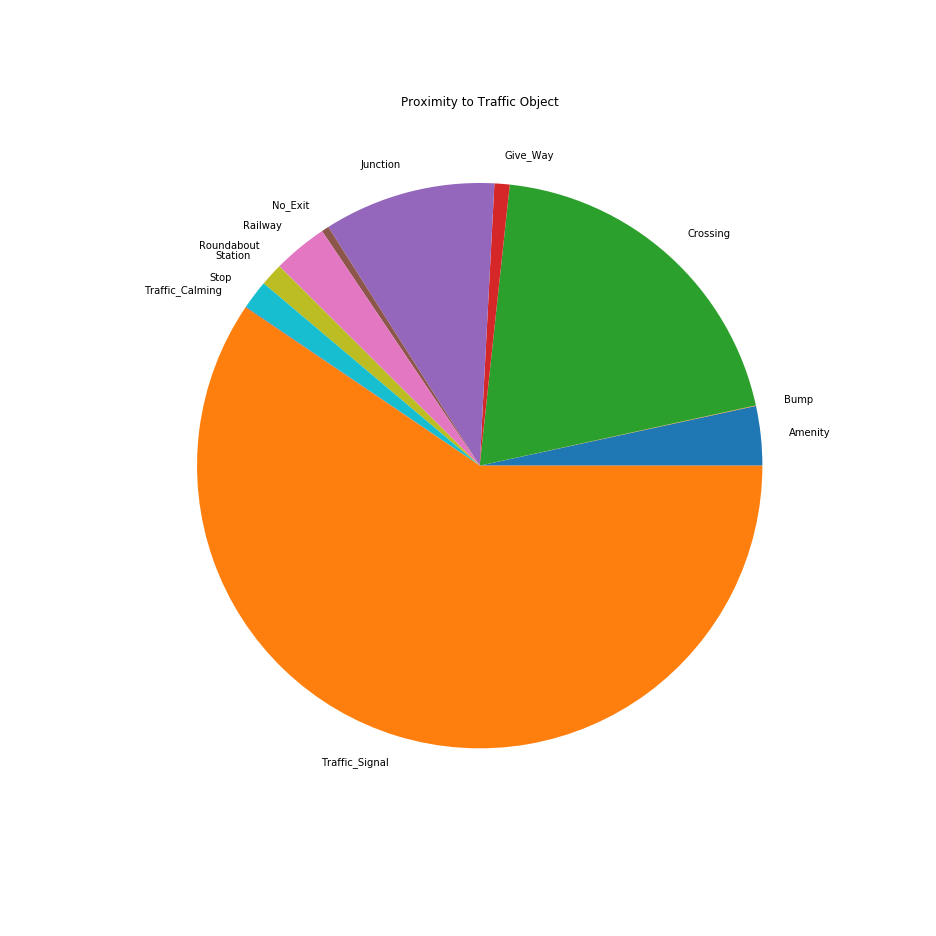 Proximity to Traffic Object
Give_Way
Junction
No_Exit
Railway
Crossing
Roundabout
Station
Stop
Traffic_Calming
Bump
Amenity
Traffic_Signal